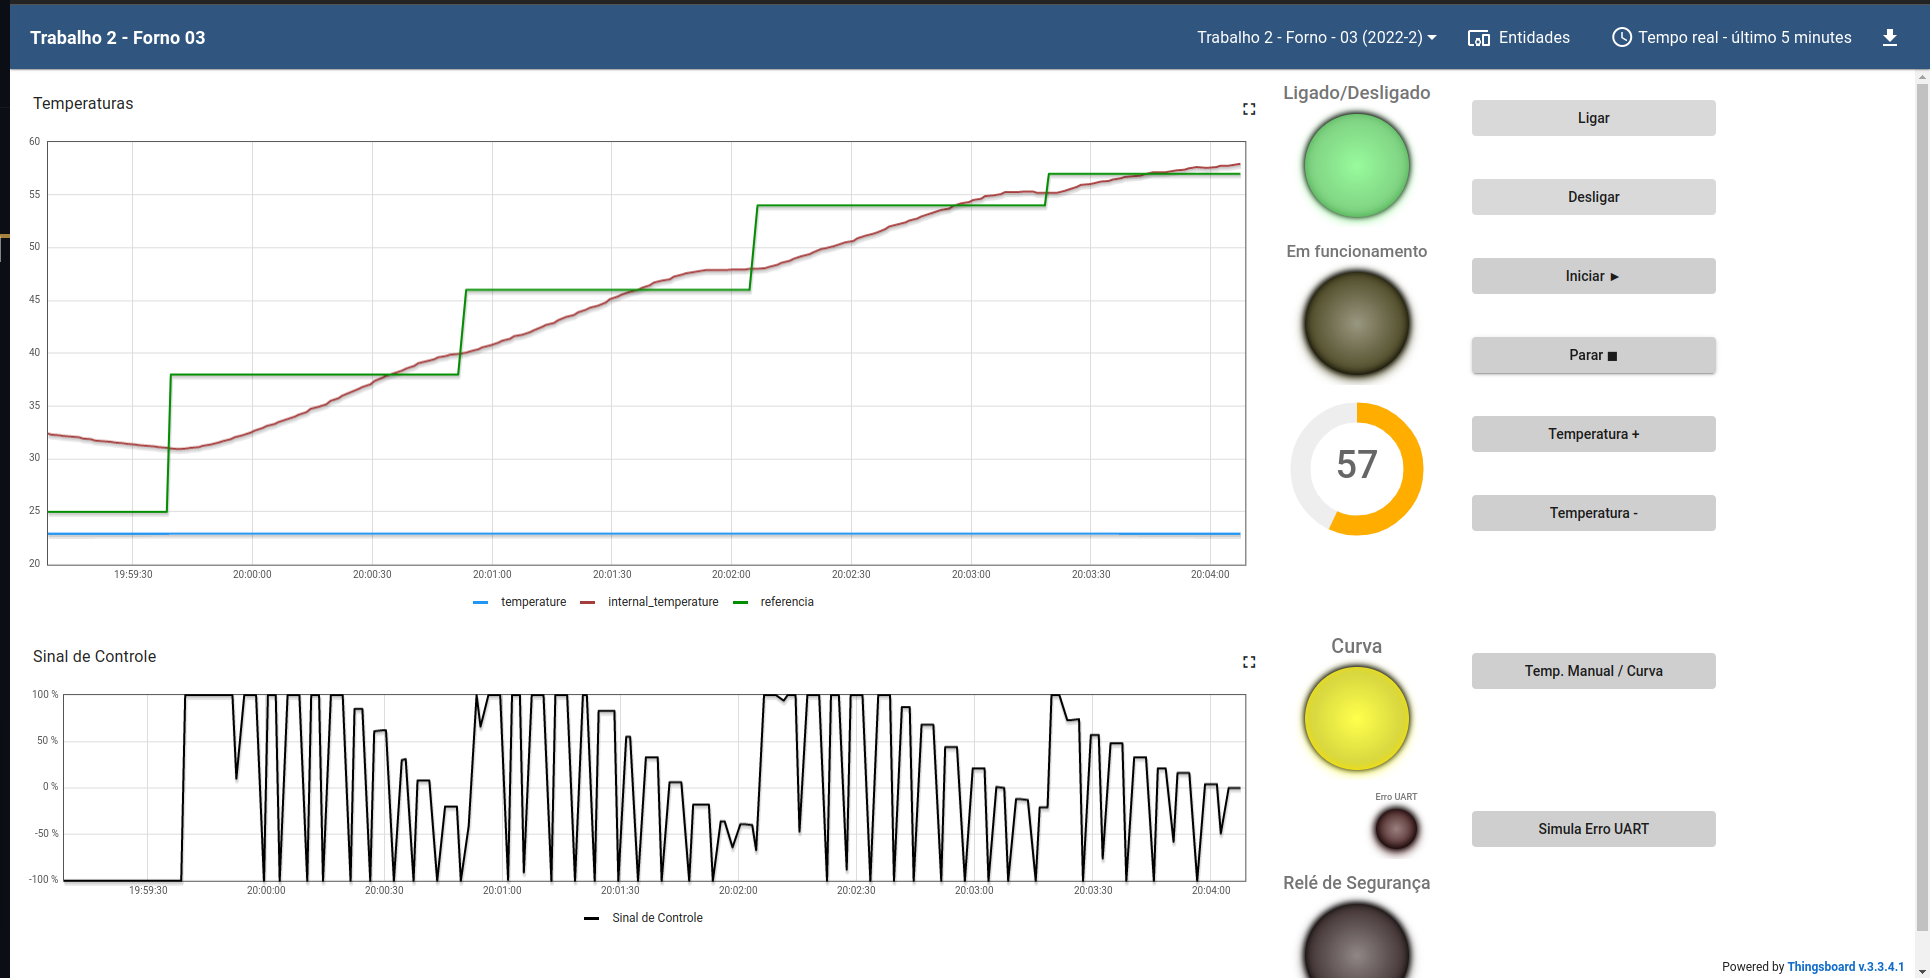 Trabalho 2 - Forno 03
Trabalho 2 - Forno - 03 (2022-2)
Entidades
Tempo real - último 5 minutes
Temperaturas
60
55
50
45
40
35
30
25
20
19:59:30 20:00:00 20:00:30 20:01:00 20:01:30 20:02:00 20:02:30 20:03:00 20:03:30 20:04:00
temperature internal_temperature referencia
Sinal de Controle
100 %
50 %
0 %
-50 %
-100 %
19:59:30 20:00:00 20:00:30 20:01:00 20:01:30 20:02:00 20:02:30 20:03:00 20:03:30 20:04:00
Sinal de Controle
Ligado/Desligado
Ligar
Desligar
Em funcionamento
Iniciar ►
Parar ■
57
Temperatura +
Temperatura -
Curva
Temp. Manual / Curva
Erro UART
Simula Erro UART
Relé de Segurança
Powered by Thingsboard v.3.3.4.1